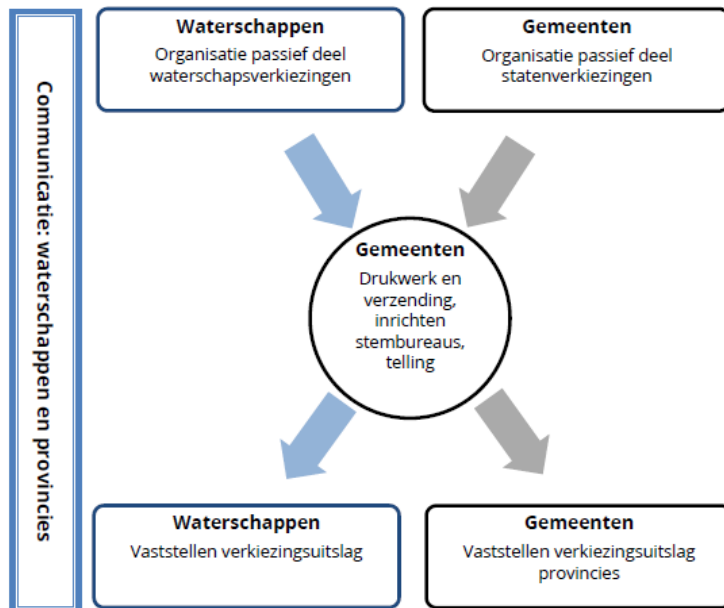 Communicatie: waterschappen en provincies
Waterschappen
Organisatie passief deel
waterschapsverkiezingen
Gemeenten
Organisatie passief deel
statenverkiezingen
Gemeenten
Drukwerk en
verzending,
inrichten
stembureaus,
telling
Waterschappen
Vaststellen verkiezingsuitslag
Gemeenten
Vaststellen verkiezingsuitslag
provincies